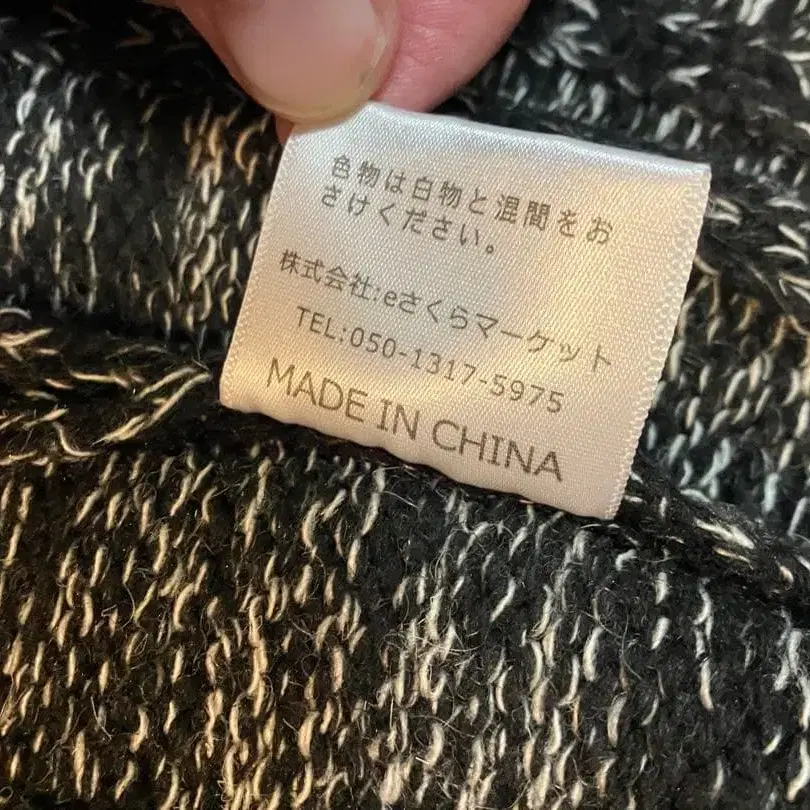 色物は白物と混間をお
さけください。
株式会社:eさくらマーケット
TEL:050-1317-5975
MADE IN CHINA